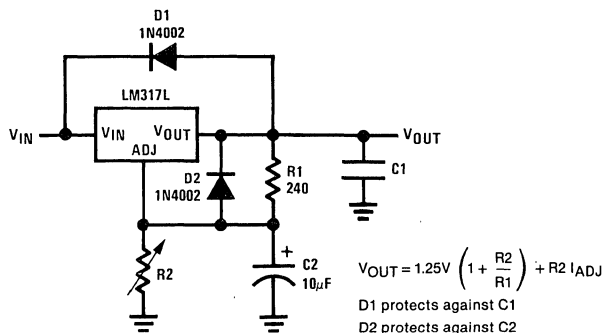 D1
1N4002
LM317L
VIN
VIN VOUT
ADJ
VOUT
D2
1N4002
R1
240
C1
R2
+
C2
10μF
VOUT = 1.25V (1 + R2/R1) + R2 IADJ
D1 protects against C1
D2 protects against C2